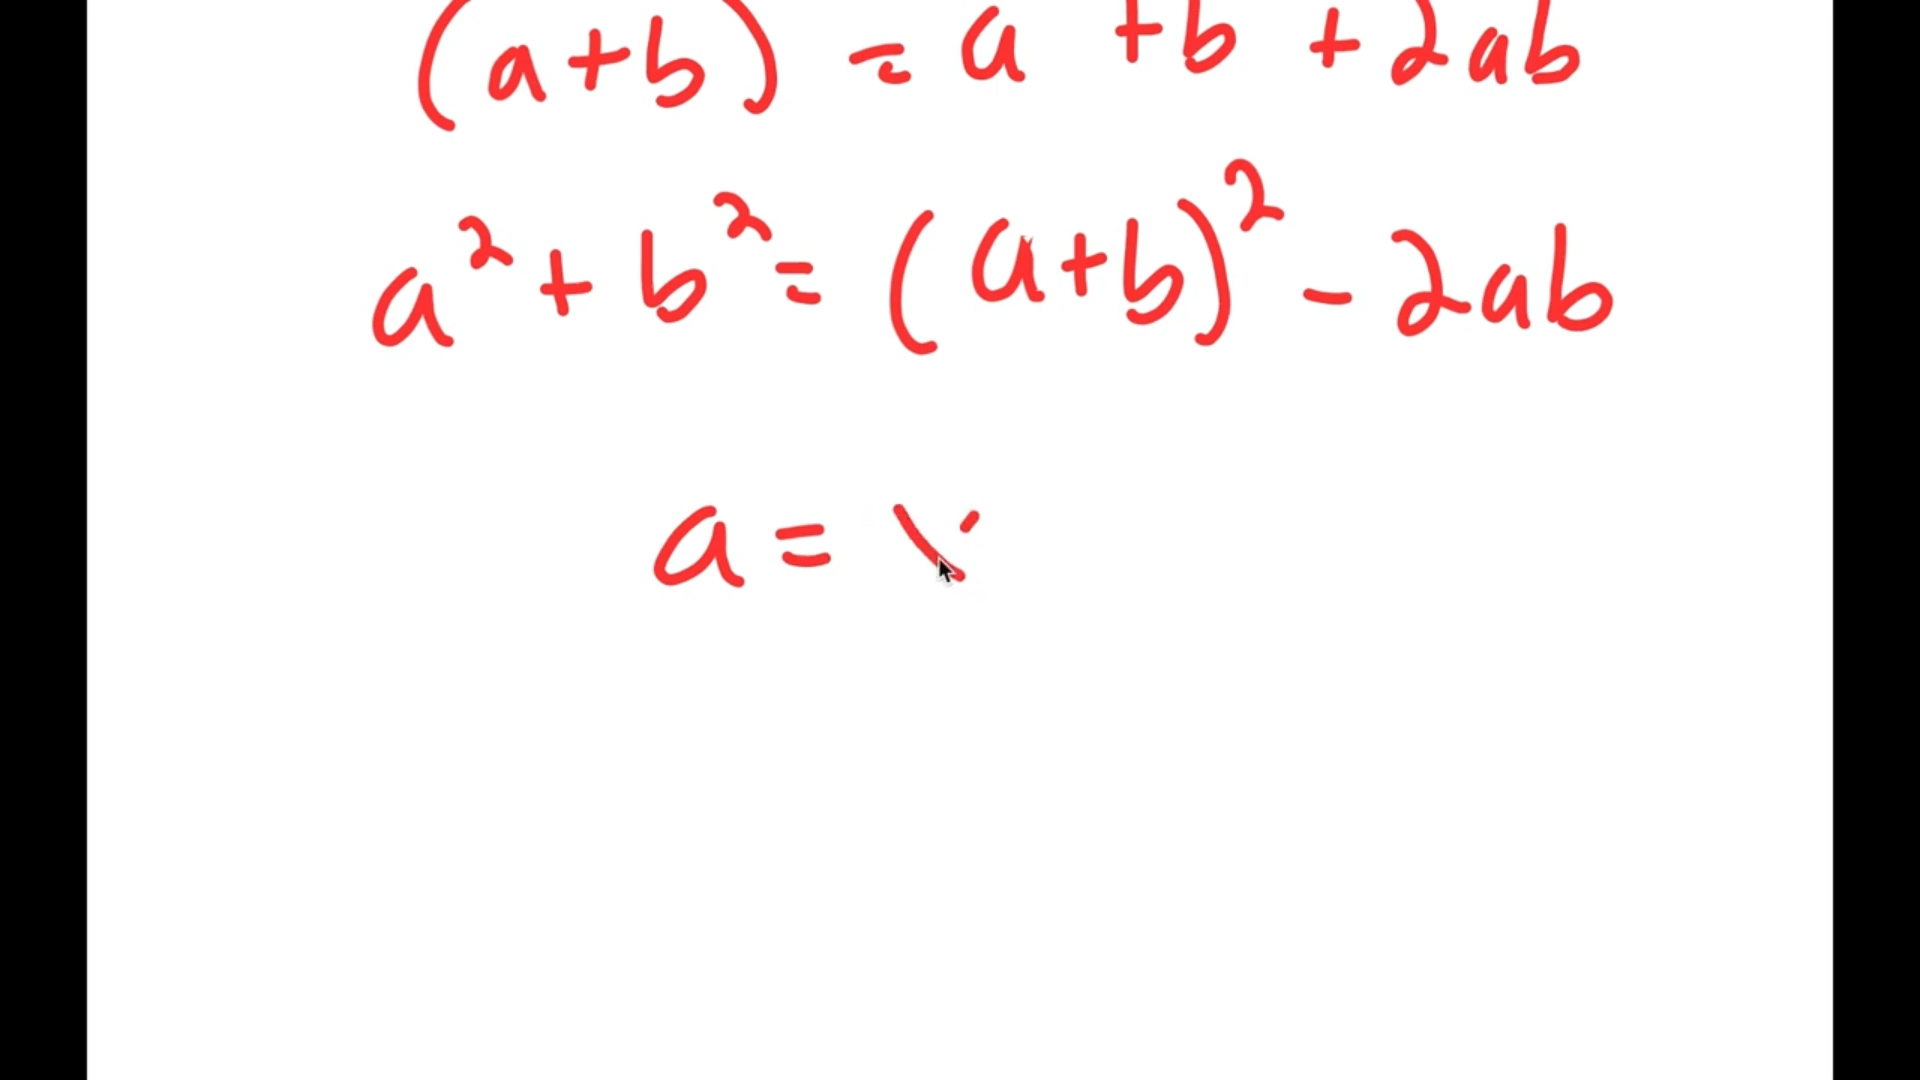 (a+b) = a +b +2ab
a²+b²= (a+b)² - 2ab
a =